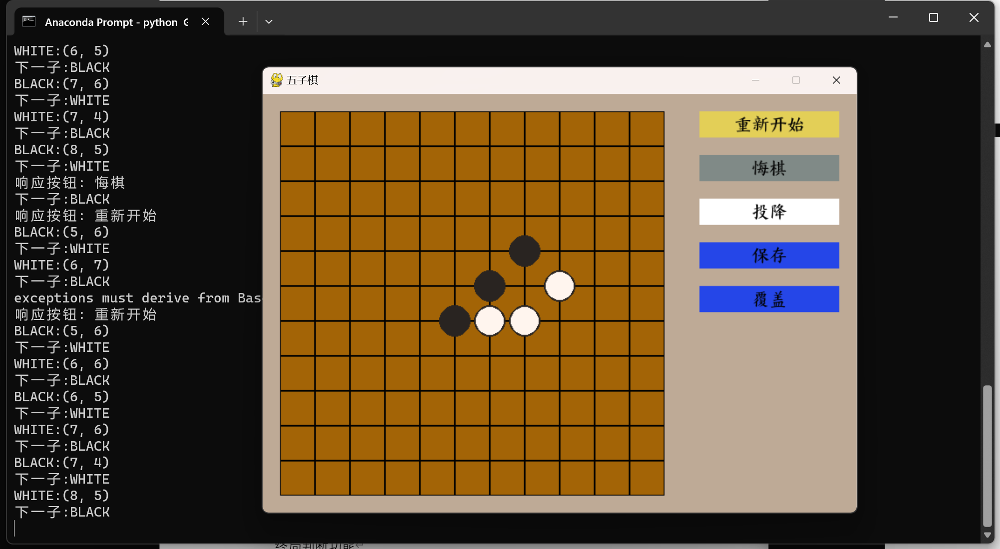 Anaconda Prompt - python G
WHITE:(6, 5)
下一子:BLACK
BLACK:(7, 6)
下一子:WHITE
WHITE:(7, 4)
下一子:BLACK
BLACK:(8, 5)
下一子:WHITE
响应按钮: 悔棋
下一子:BLACK
响应按钮: 重新开始
BLACK:(5, 6)
下一子:WHITE
WHITE:(6, 7)
下一子:BLACK
exceptions must derive from Bas
响应按钮: 重新开始
BLACK:(5, 6)
下一子:WHITE
WHITE:(6, 6)
下一子:BLACK
BLACK:(6, 5)
下一子:WHITE
WHITE:(7, 6)
下一子:BLACK
BLACK:(7, 4)
下一子:WHITE
WHITE:(8, 5)
下一子:BLACK
五子棋
重新开始
悔棋
投降
保存
覆盖
终局判断功能